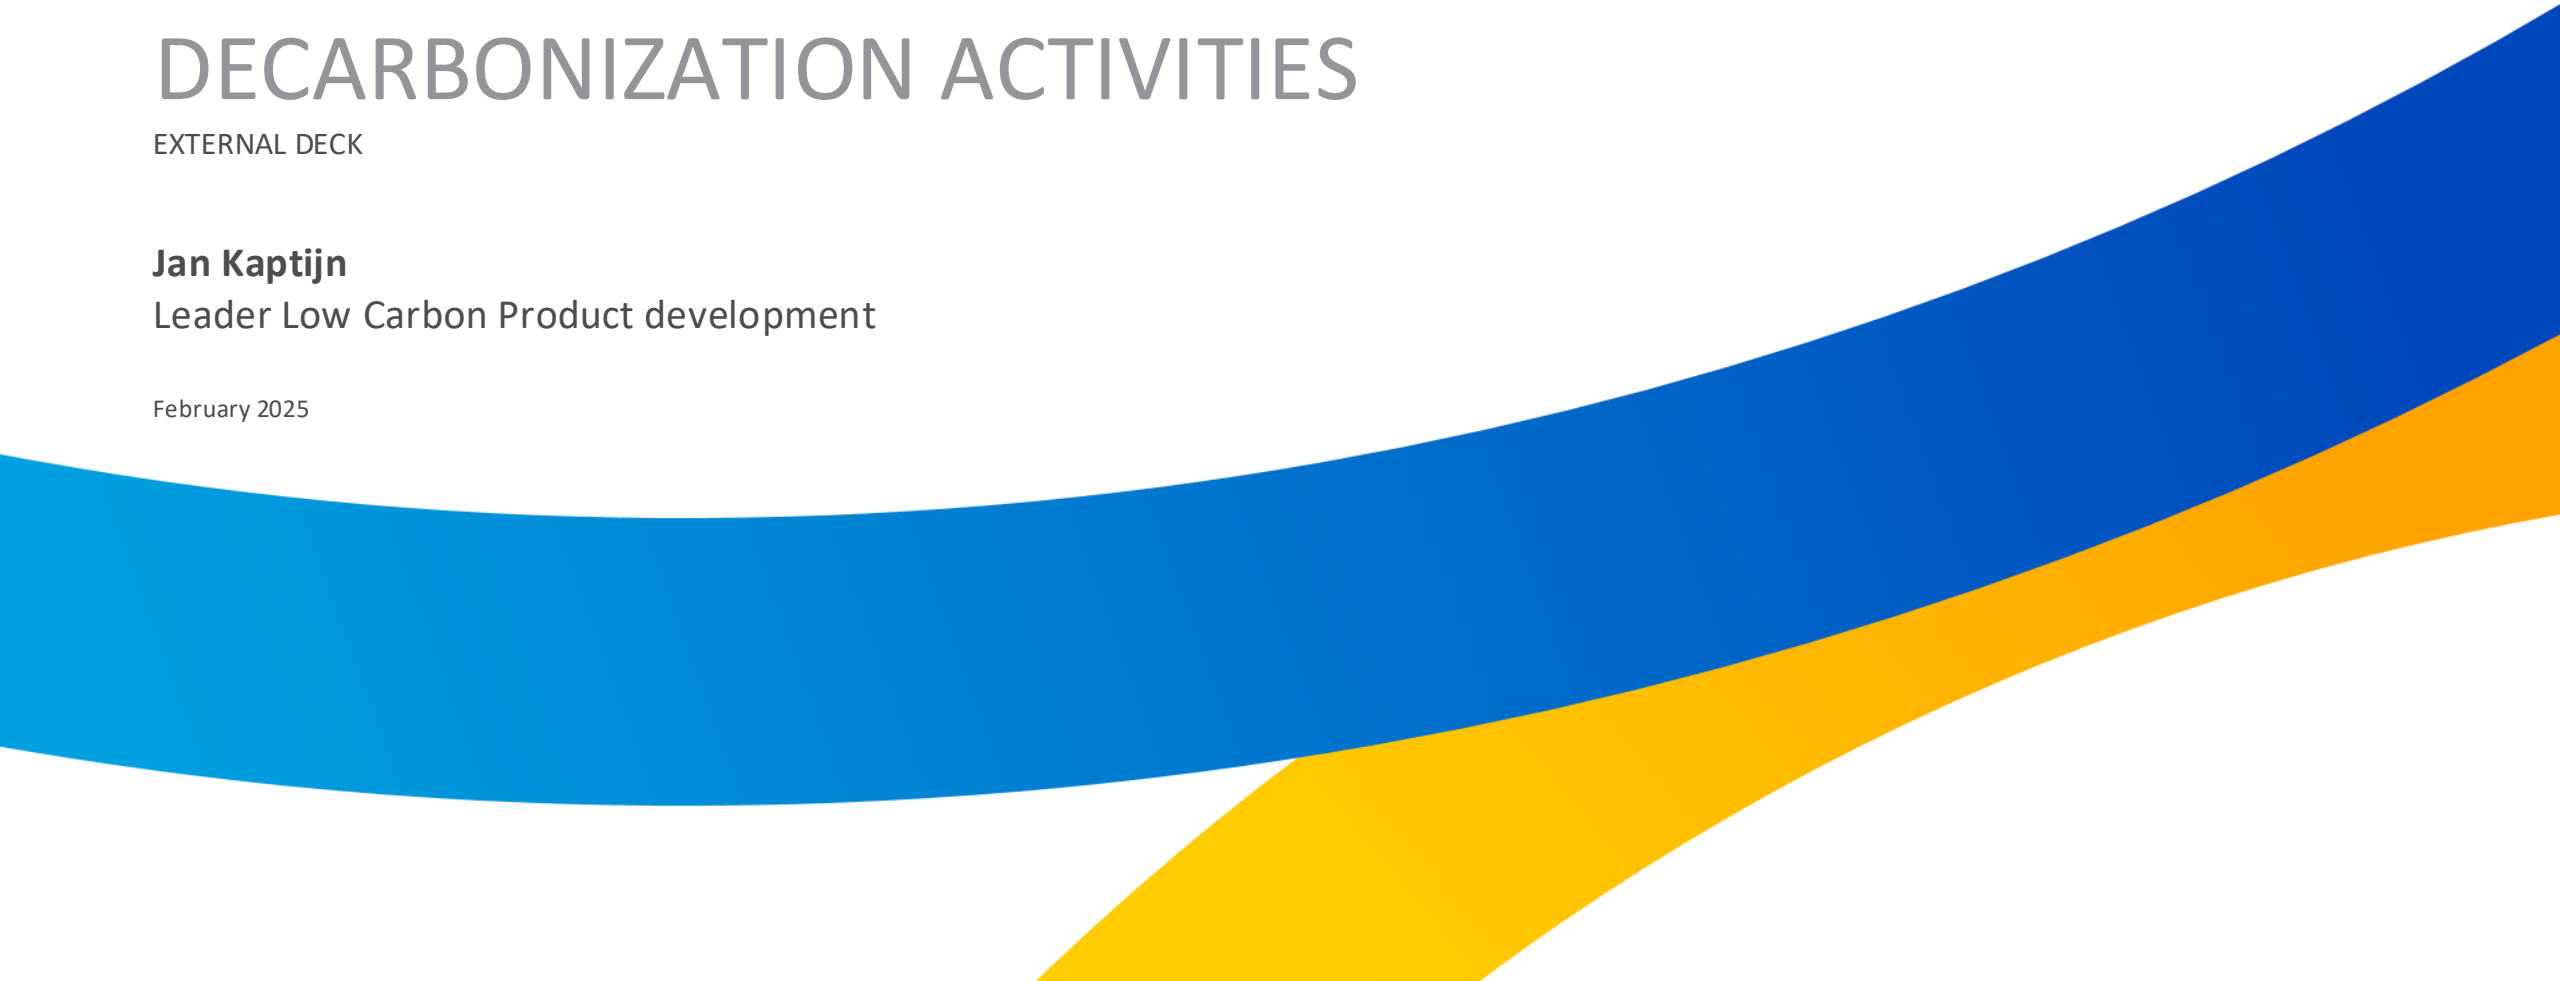 DECARBONIZATION ACTIVITIES
EXTERNAL DECK
Jan Kaptijn
Leader Low Carbon Product development
February 2025